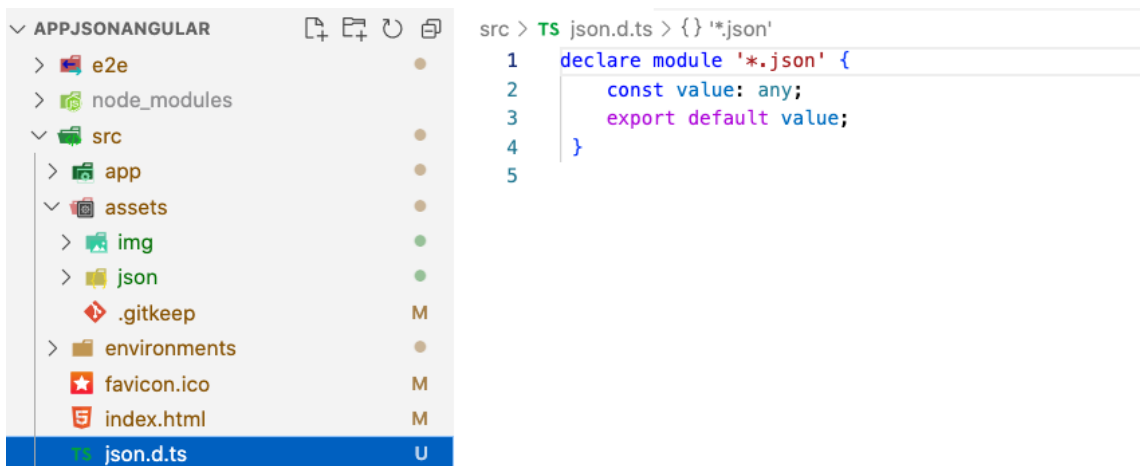 APPJSONANGULAR
e2e
node_modules
src
app
assets
img
json
.gitkeep M
environments
favicon.ico M
index.html M
TS json.d.ts U
src > TS json.d.ts > {} '*.json'
1 declare module '*.json' {
2 const value: any;
3 export default value;
4 }
5